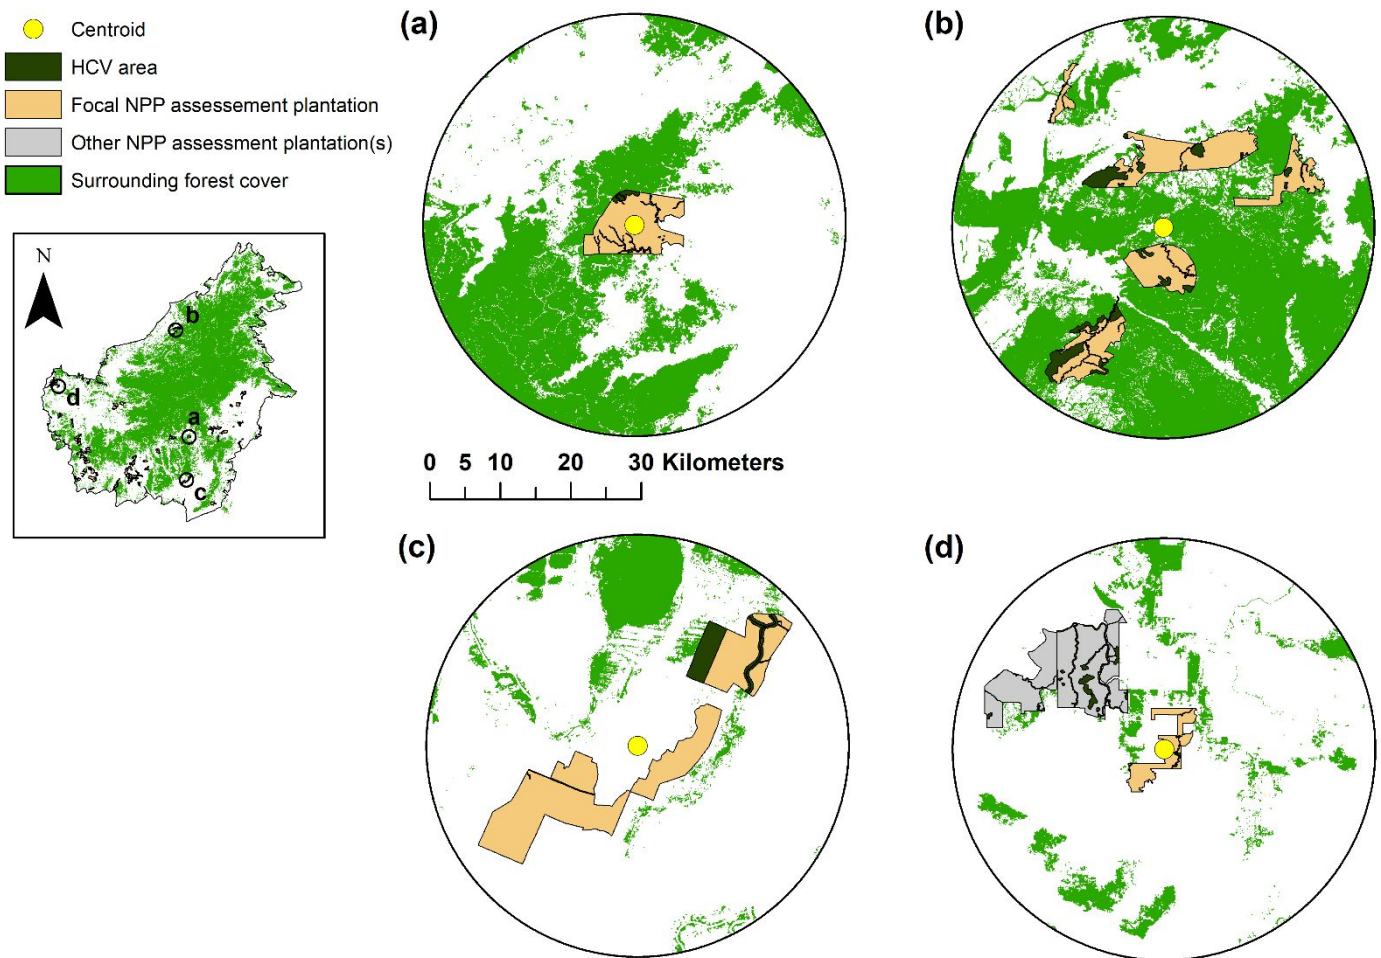 Centroid
HCV area
Focal NPP assessement plantation
Other NPP assessment plantation(s)
Surrounding forest cover
N
b
d
a
c
(a)
(b)
0 5 10 20 30 Kilometers
(c)
(d)